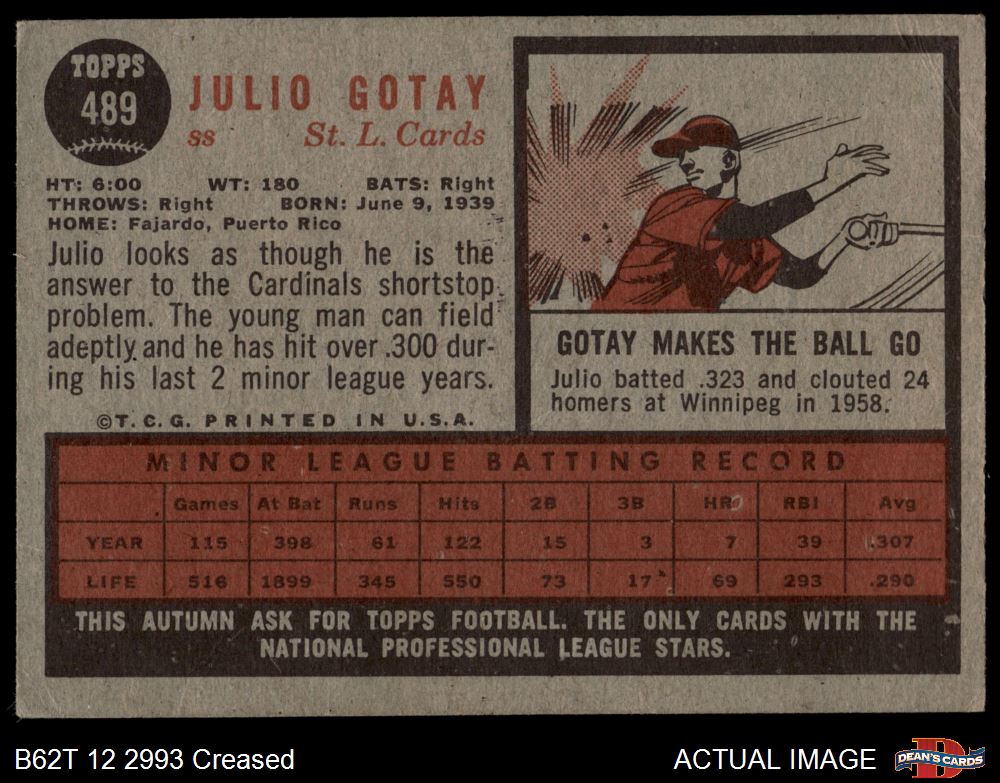 TOPPS
489
JULIO GOTAY
ss St. L. Cards
HT: 6:00 WT: 180 BATS: Right
THROWS: Right BORN: June 9, 1939
HOME: Fajardo, Puerto Rico
Julio looks as though he is the
answer to the Cardinals shortstop
problem. The young man can field
adeptly and he has hit over .300 dur-
ing his last 2 minor league years.
©T.C.G. PRINTED IN U.S.A.
GOTAY MAKES THE BALL GO
Julio batted .323 and clouted 24
homers at Winnipeg in 1958.
MINOR LEAGUE BATTING RECORD
Games At Bat Runs Hits 2B 3B HR RBI Avg
YEAR 115 398 61 122 15 3 7 39 .307
LIFE 516 1899 345 550 73 17 69 293 .290
THIS AUTUMN ASK FOR TOPPS FOOTBALL. THE ONLY CARDS WITH THE
NATIONAL PROFESSIONAL LEAGUE STARS.
B62T 12 2993 Creased
ACTUAL IMAGE
D
DEAN'S CARDS